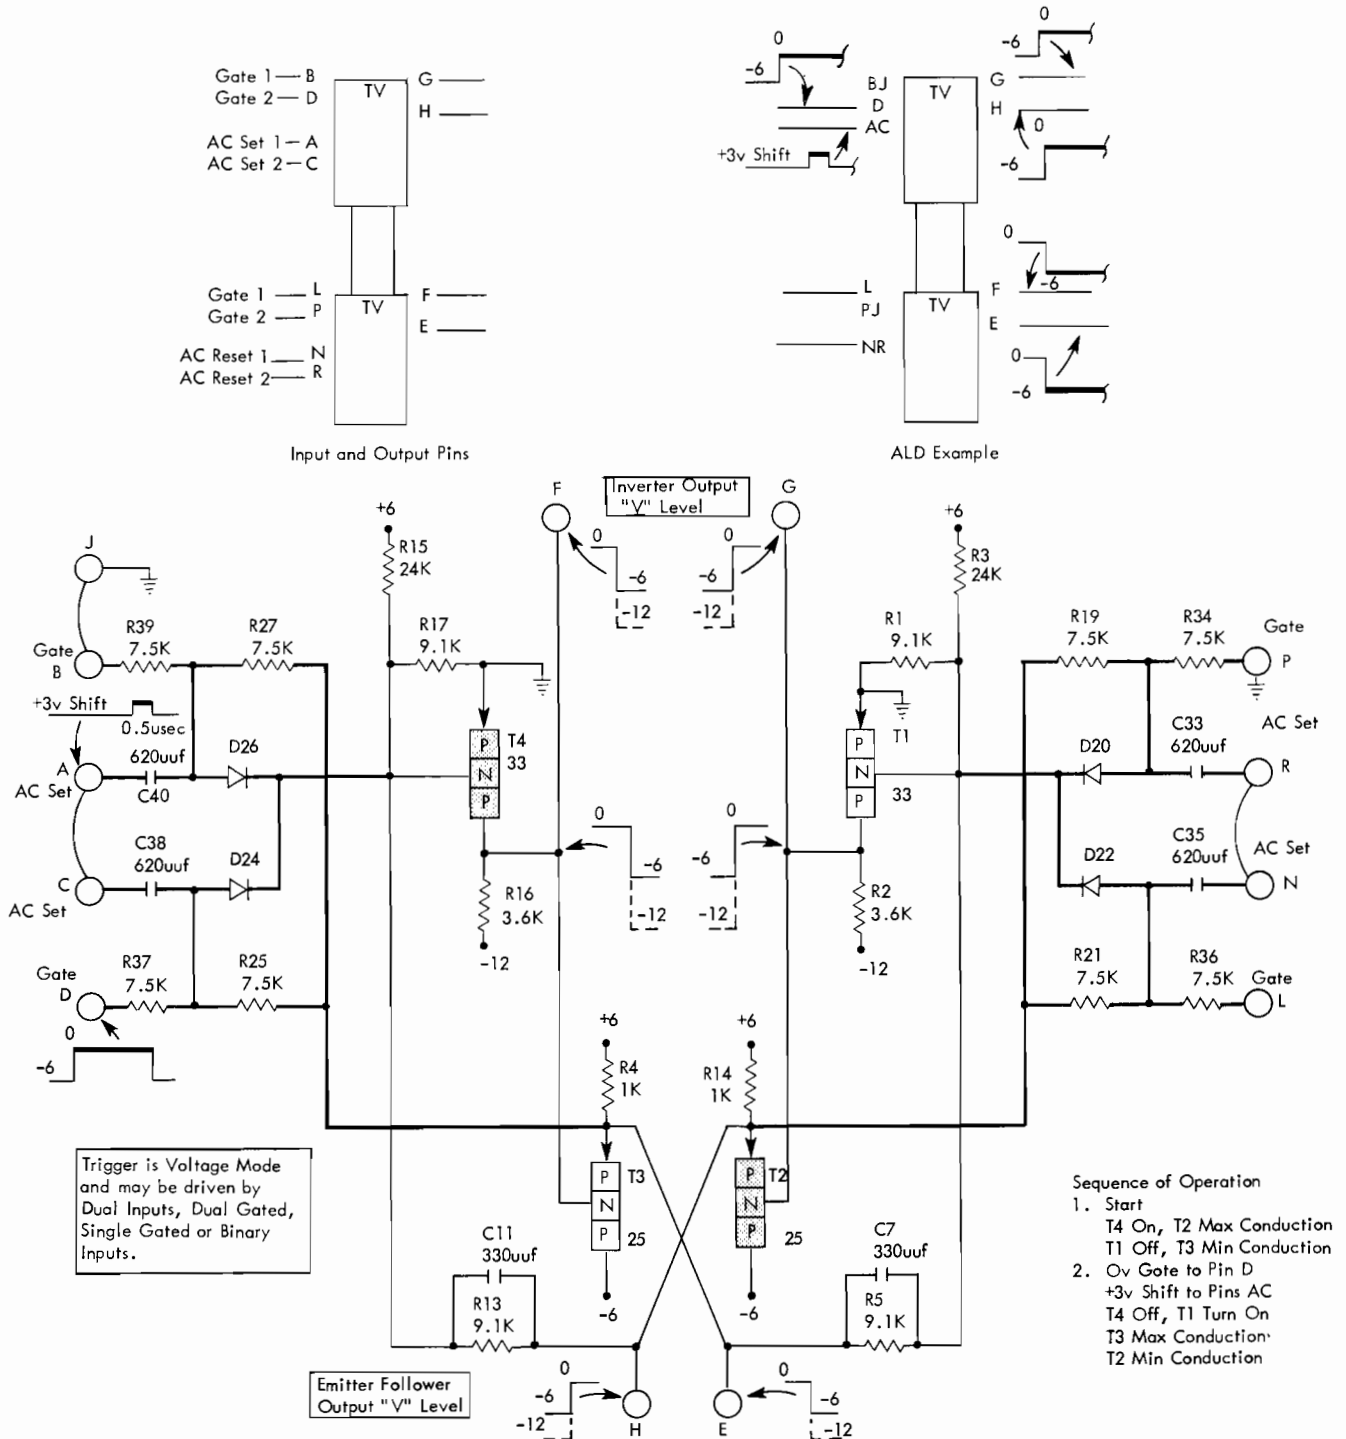 Gate 1 — B
Gate 2 — D
AC Set 1 — A
AC Set 2 — C
TV
G
H
Gate 1 — L
Gate 2 — P
AC Reset 1 — N
AC Reset 2 — R
TV
F
E
Input and Output Pins
0
-6
BJ
D
AC
+3v Shift
TV
0
-6
G
H
0
-6
L
PJ
NR
TV
0
-6
F
E
0
-6
ALD Example
J
Gate
B
R39
7.5K
R27
7.5K
+3v Shift
0.5usec
A
AC Set
620uuf
C40
D26
C38
620uuf
D24
C
AC Set
Gate
D
R37
7.5K
R25
7.5K
0
-6
+6
R15
24K
R17
9.1K
P
N
P
T4
33
R16
3.6K
-12
F
Inverter Output
"V" Level
G
0
-6
-12
0
-6
-12
0
-6
-12
0
-6
-12
+6
R3
24K
R1
9.1K
P
N
P
T1
33
R2
3.6K
-12
R19
7.5K
R34
7.5K
Gate
P
AC Set
D20
C33
620uuf
R
D22
C35
620uuf
AC Set
N
R21
7.5K
R36
7.5K
Gate
L
+6
R4
1K
+6
R14
1K
P
N
P
T3
25
-6
P
N
P
T2
25
-6
C11
330uuf
R13
9.1K
C7
330uuf
R5
9.1K
Trigger is Voltage Mode
and may be driven by
Dual Inputs, Dual Gated,
Single Gated or Binary
Inputs.
Emitter Follower
Output "V" Level
0
-6
-12
H
E
0
-6
-12
Sequence of Operation
1. Start
T4 On, T2 Max Conduction
T1 Off, T3 Min Conduction
2. Ov Gote to Pin D
+3v Shift to Pins AC
T4 Off, T1 Turn On
T3 Max Conduction
T2 Min Conduction